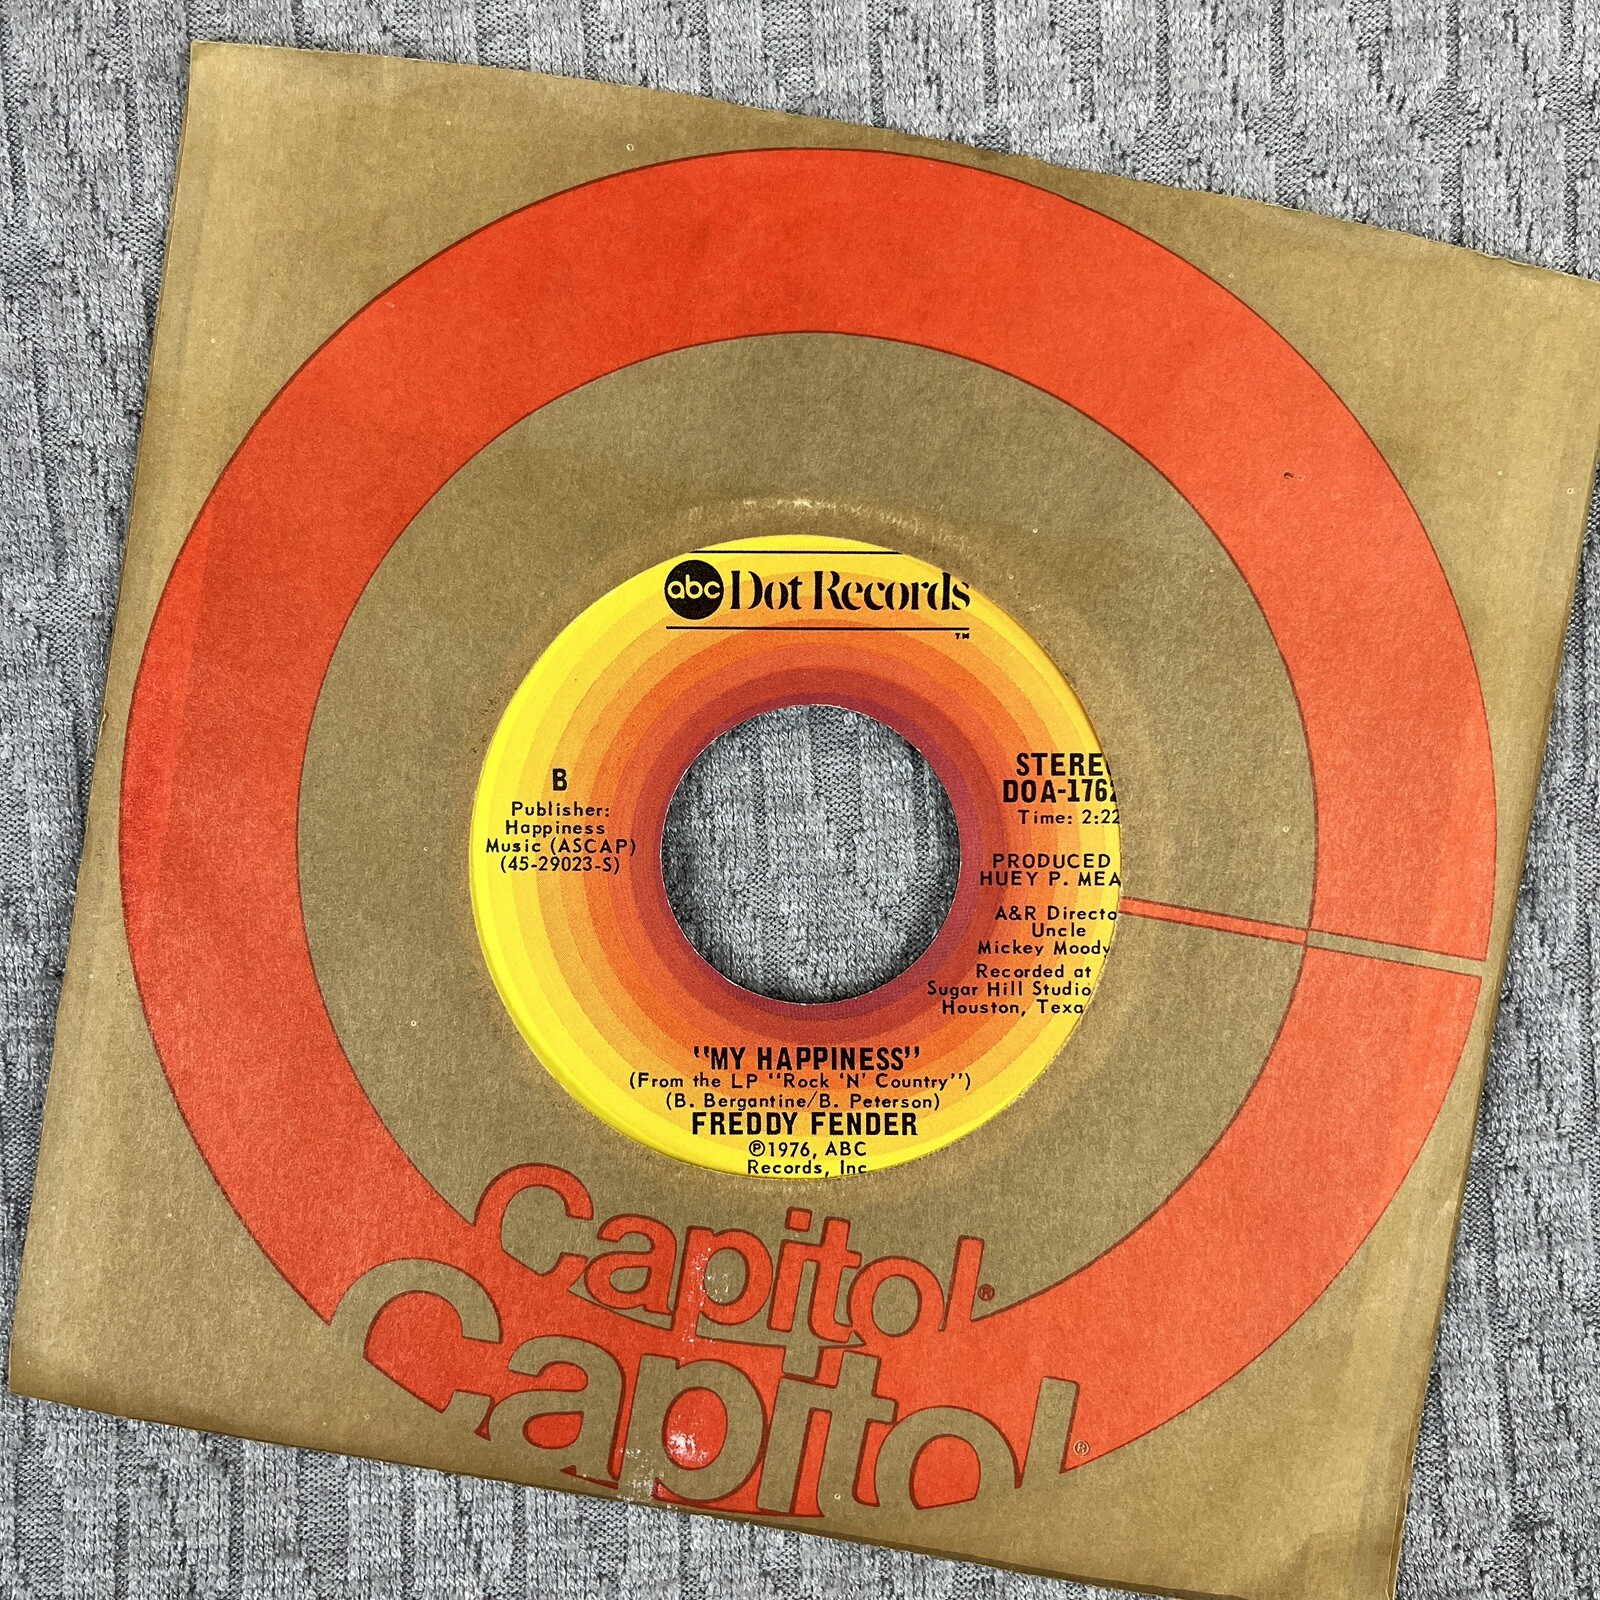 abc Dot Records
TM
B
Publisher:
Happiness
Music (ASCAP)
(45-29023-S)
STEREO
DOA-1762
Time: 2:22
PRODUCED
HUEY P. MEA
A&R Directo
Uncle
Mickey Moody
Recorded at
Sugar Hill Studio
Houston, Texa
"MY HAPPINESS"
(From the LP "Rock 'N' Country")
(B. Bergantine/B. Peterson)
FREDDY FENDER
℗1976, ABC
Records, Inc
Capitol®
Capitol®